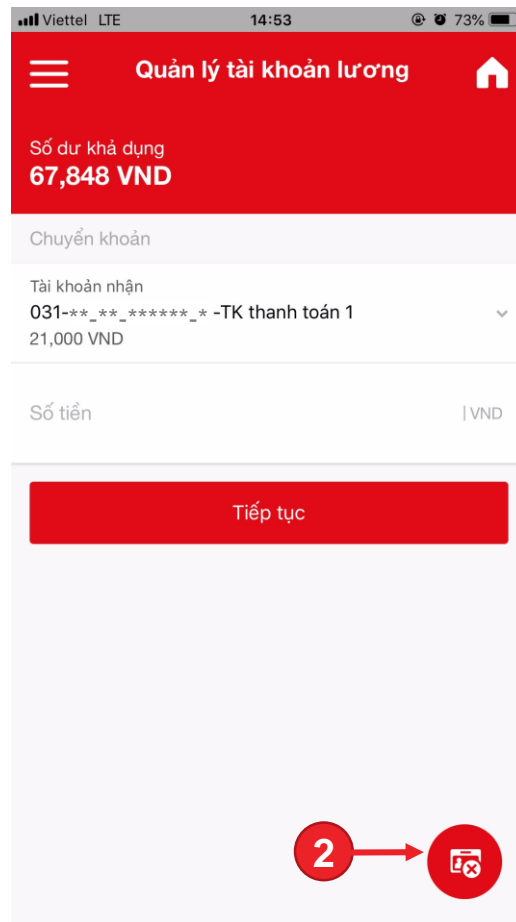 Viettel LTE 14:53 73%
Quản lý tài khoản lương
Số dư khả dụng
67,848 VND
Chuyển khoản
Tài khoản nhận
031-**_**_******_* -TK thanh toán 1
21,000 VND
Số tiền | VND
Tiếp tục
2